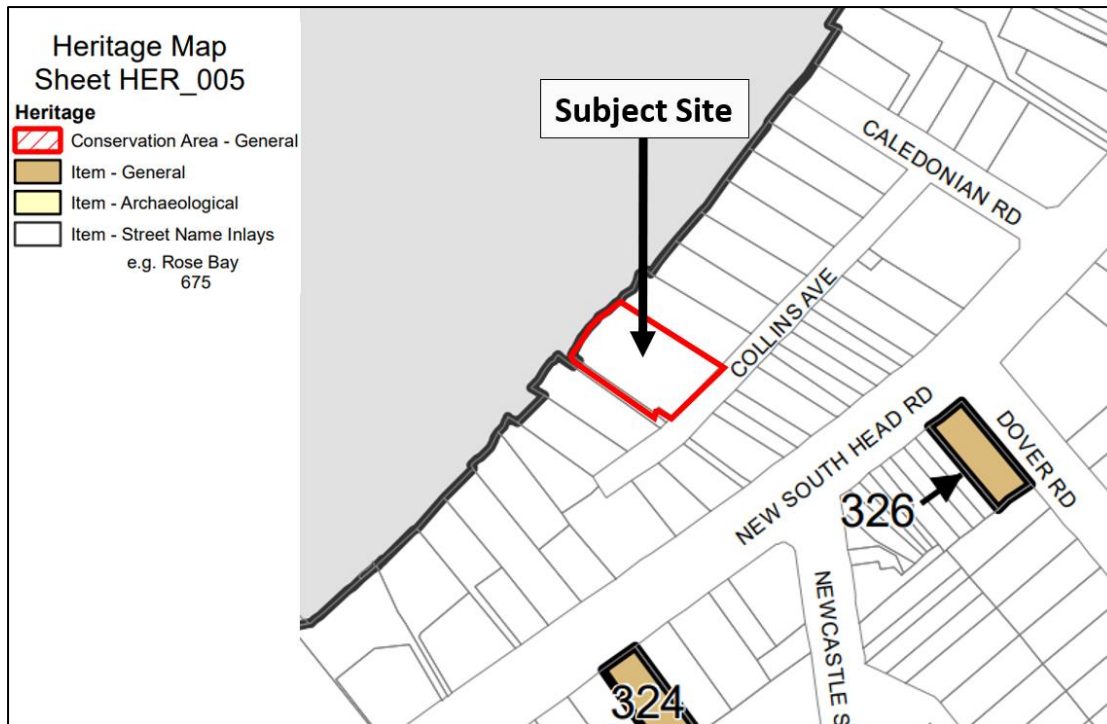 Heritage Map
Sheet HER_005
Heritage
Conservation Area - General
Item - General
Item - Archaeological
Item - Street Name Inlays
e.g. Rose Bay
675
Subject Site
CALEDONIAN RD
COLLINS AVE
NEW SOUTH HEAD RD
DOVER RD
326
NEWCASTLE S
324